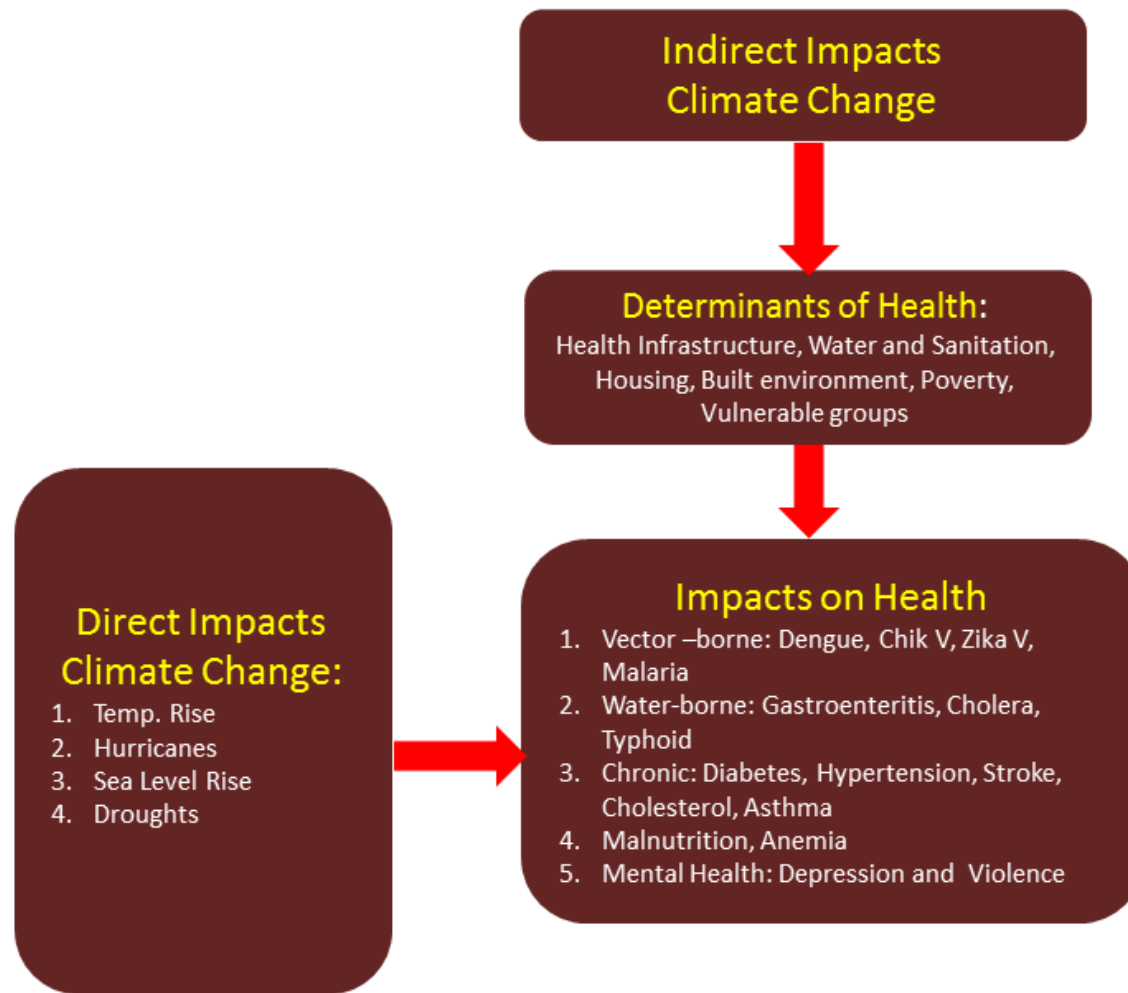 Indirect Impacts
Climate Change
Determinants of Health:
Health Infrastructure, Water and Sanitation,
Housing, Built environment, Poverty,
Vulnerable groups
Direct Impacts
Climate Change:
1. Temp. Rise
2. Hurricanes
3. Sea Level Rise
4. Droughts
Impacts on Health
1. Vector –borne: Dengue, Chik V, Zika V,
Malaria
2. Water-borne: Gastroenteritis, Cholera,
Typhoid
3. Chronic: Diabetes, Hypertension, Stroke,
Cholesterol, Asthma
4. Malnutrition, Anemia
5. Mental Health: Depression and Violence